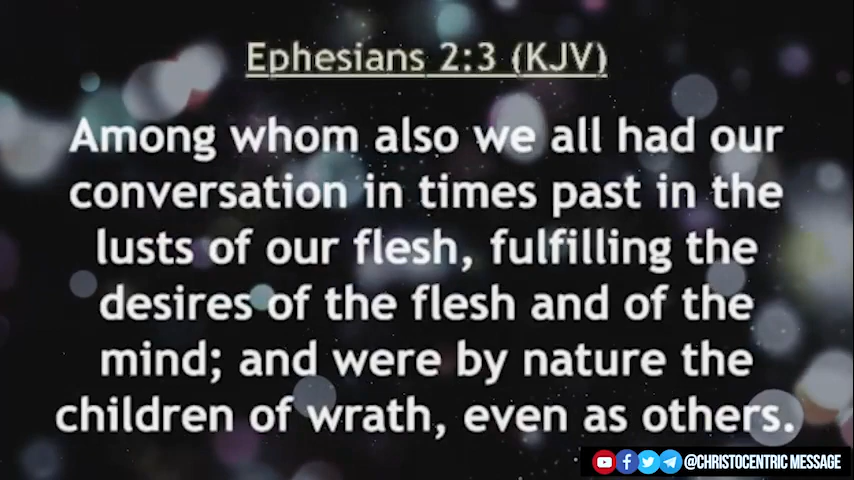 Ephesians 2:3 (KJV)
Among whom also we all had our
conversation in times past in the
lusts of our flesh, fulfilling the
desires of the flesh and of the
mind; and were by nature the
children of wrath, even as others.
@CHRISTOCENTRIC MESSAGE